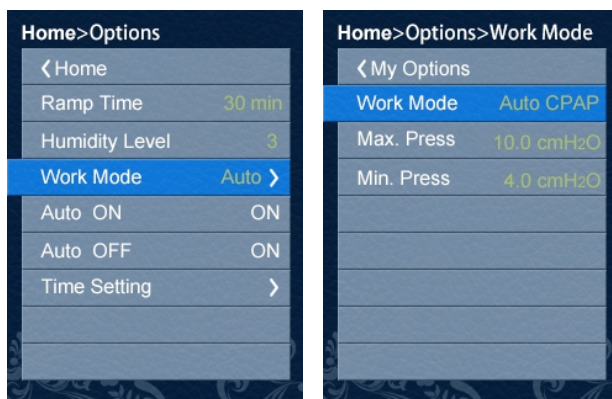 Home>Options
Home
Ramp Time 30 min
Humidity Level 3
Work Mode Auto
Auto ON ON
Auto OFF ON
Time Setting
Home>Options>Work Mode
My Options
Work Mode Auto CPAP
Max. Press 10.0 cmH2O
Min. Press 4.0 cmH2O